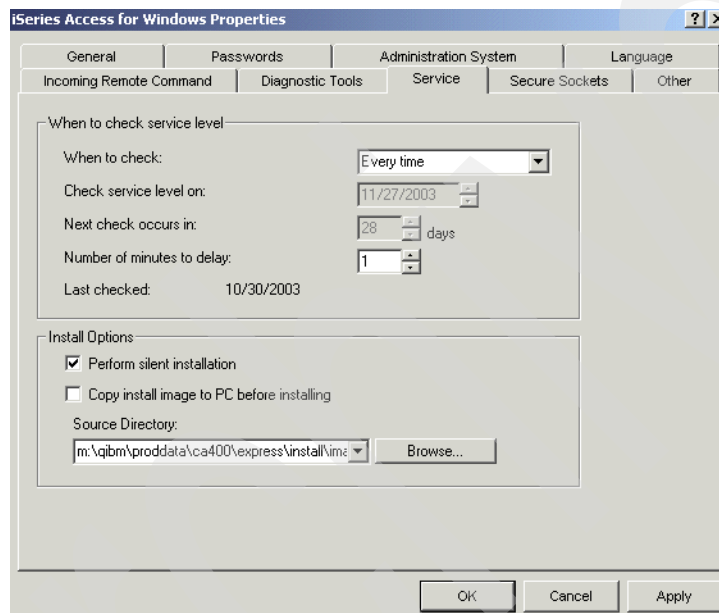 iSeries Access for Windows Properties
General Passwords Administration System Language
Incoming Remote Command Diagnostic Tools Service Secure Sockets Other
When to check service level
When to check: Every time
Check service level on: 11/27/2003
Next check occurs in: 28 days
Number of minutes to delay: 1
Last checked: 10/30/2003
Install Options
Perform silent installation
Copy install image to PC before installing
Source Directory:
m:\qibm\proddata\ca400\express\install\ima Browse...
OK Cancel Apply